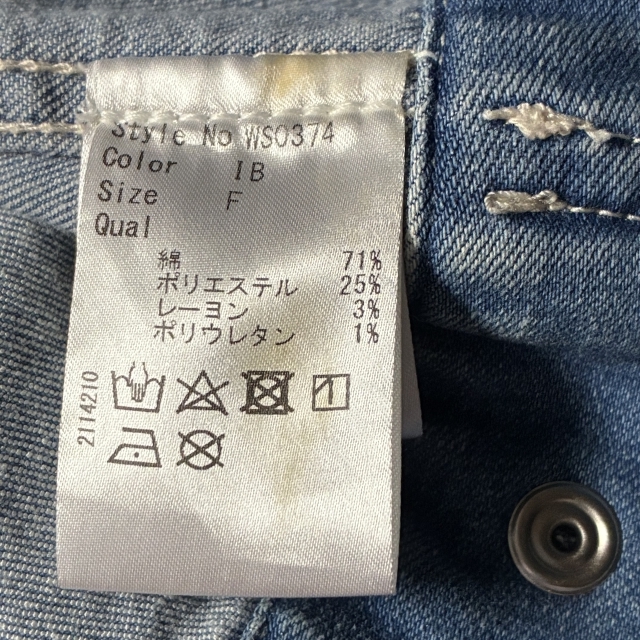 Style No WS0374
Color IB
Size F
Qual
綿 71%
ポリエステル 25%
レーヨン 3%
ポリウレタン 1%
2114210